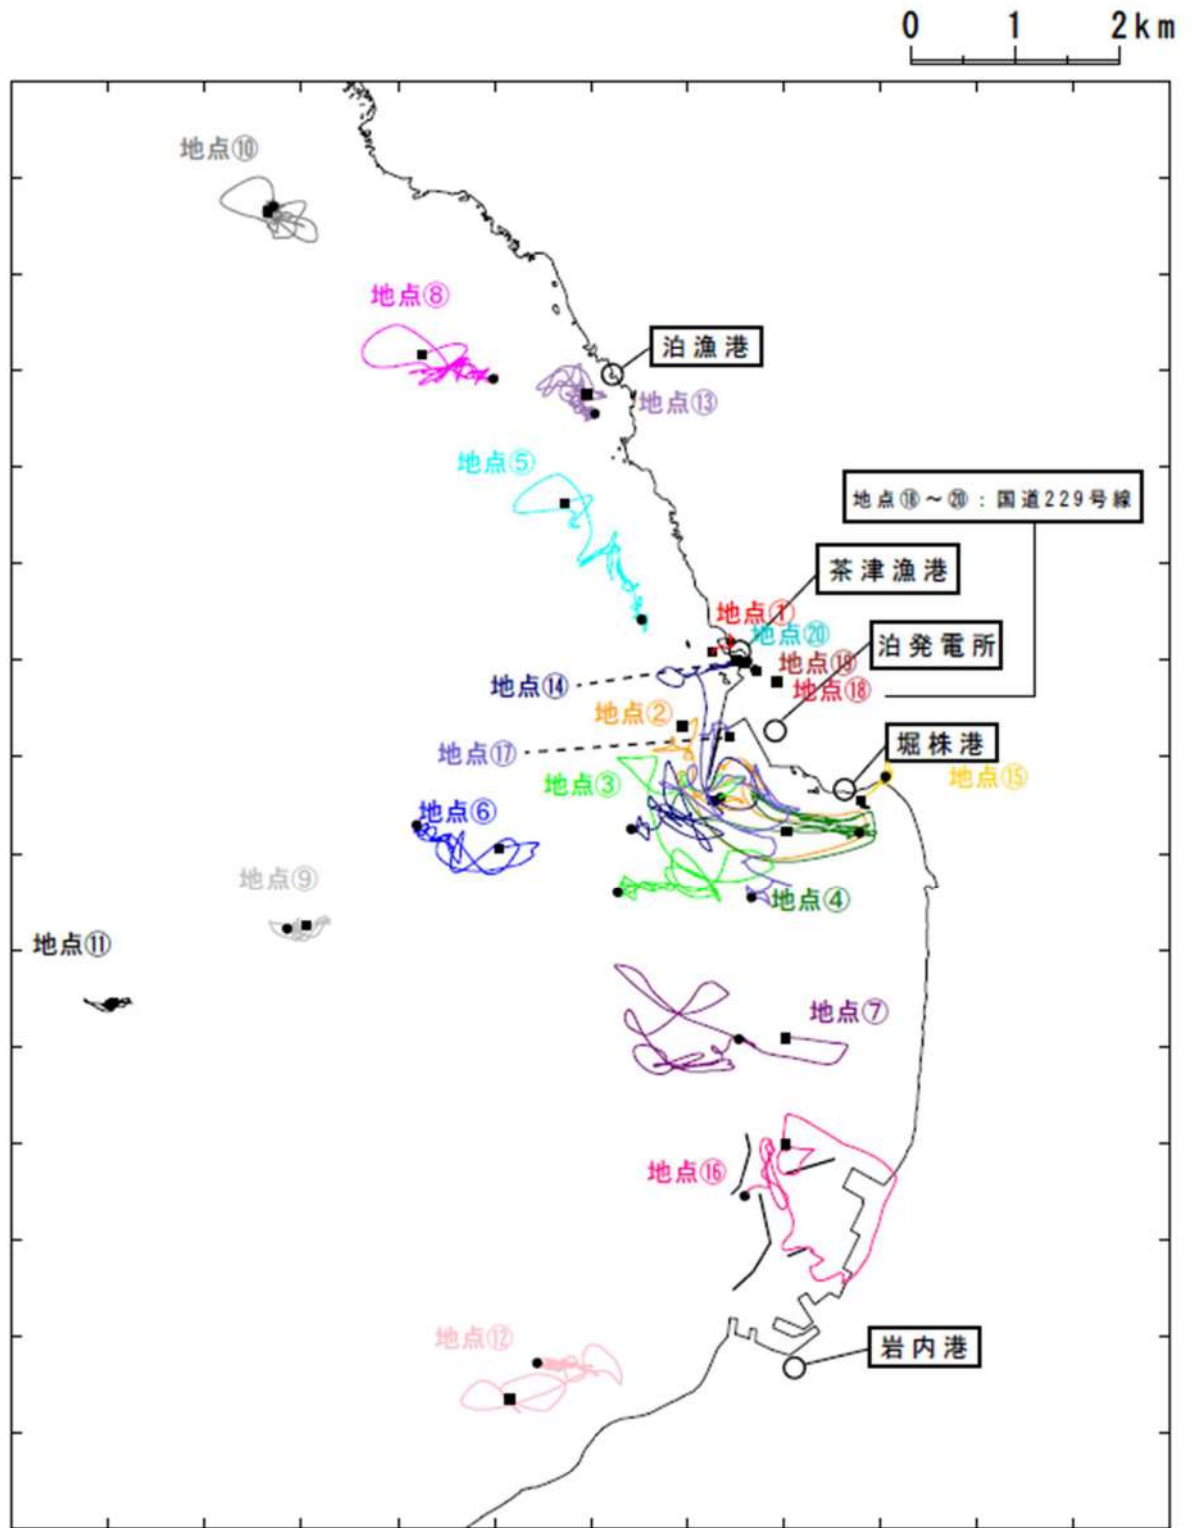 0 1 2km
地点⑩
地点⑧
泊漁港
地点⑬
地点⑤
地点⑱～⑳：国道229号線
茶津漁港
地点①
地点⑳
泊発電所
地点⑲
地点⑭
地点⑱
地点②
堀株港
地点⑰
地点⑮
地点③
地点⑥
地点⑨
地点④
地点⑪
地点⑦
地点⑯
地点⑫
岩内港